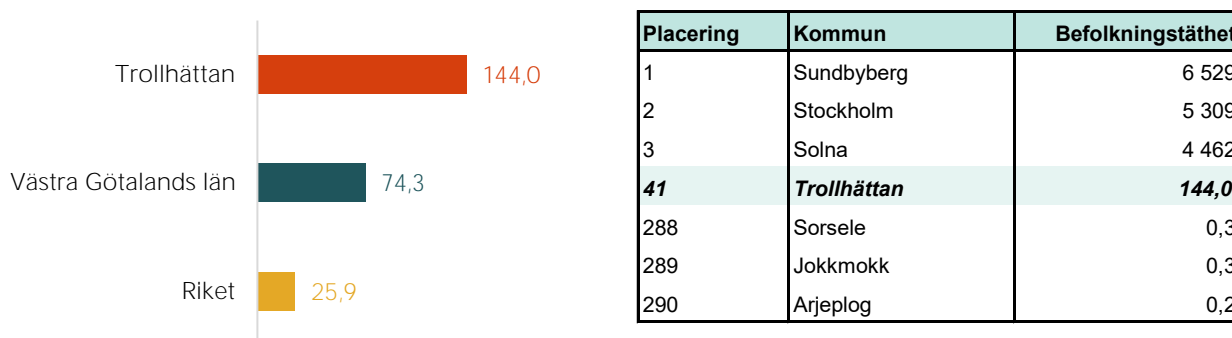 Trollhättan 144,0
Västra Götalands län 74,3
Riket 25,9
Placering Kommun Befolkningstäthet
1 Sundbyberg 6 529
2 Stockholm 5 309
3 Solna 4 462
41 Trollhättan 144,0
288 Sorsele 0,3
289 Jokkmokk 0,3
290 Arjeplog 0,2